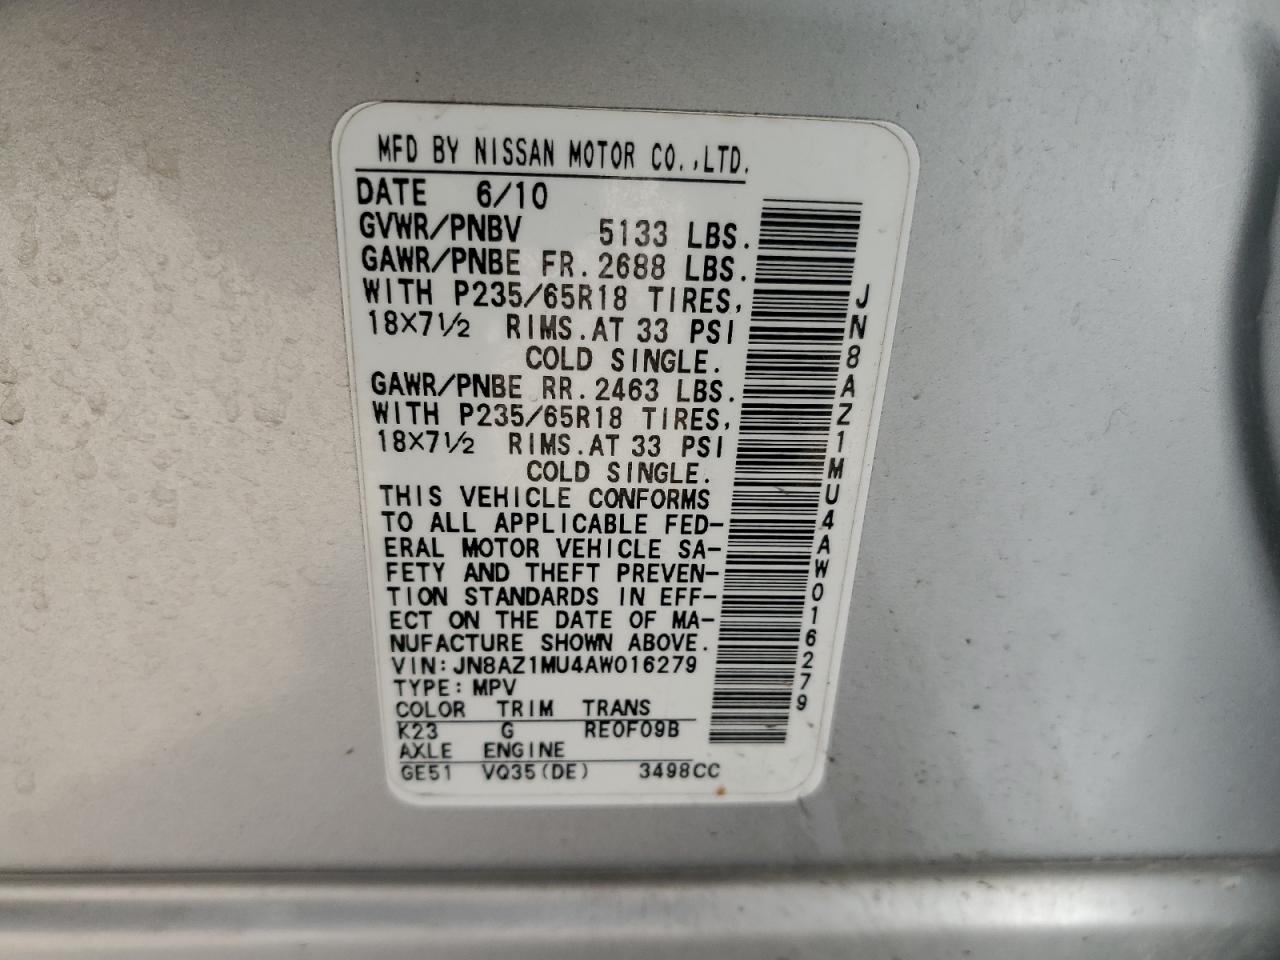 MFD BY NISSAN MOTOR CO.,LTD.
DATE 6/10
GVWR/PNBV 5133 LBS.
GAWR/PNBE FR. 2688 LBS.
WITH P235/65R18 TIRES,
18X7½ RIMS. AT 33 PSI
COLD SINGLE.
GAWR/PNBE RR. 2463 LBS.
WITH P235/65R18 TIRES,
18X7½ RIMS. AT 33 PSI
COLD SINGLE.
THIS VEHICLE CONFORMS
TO ALL APPLICABLE FED-
ERAL MOTOR VEHICLE SA-
FETY AND THEFT PREVEN-
TION STANDARDS IN EFF-
ECT ON THE DATE OF MA-
NUFACTURE SHOWN ABOVE.
VIN: JN8AZ1MU4AW016279
TYPE: MPV
COLOR TRIM TRANS
K23 G RE0F09B
AXLE ENGINE
GE51 VQ35(DE) 3498CC
JN8AZ1MU4AW016279